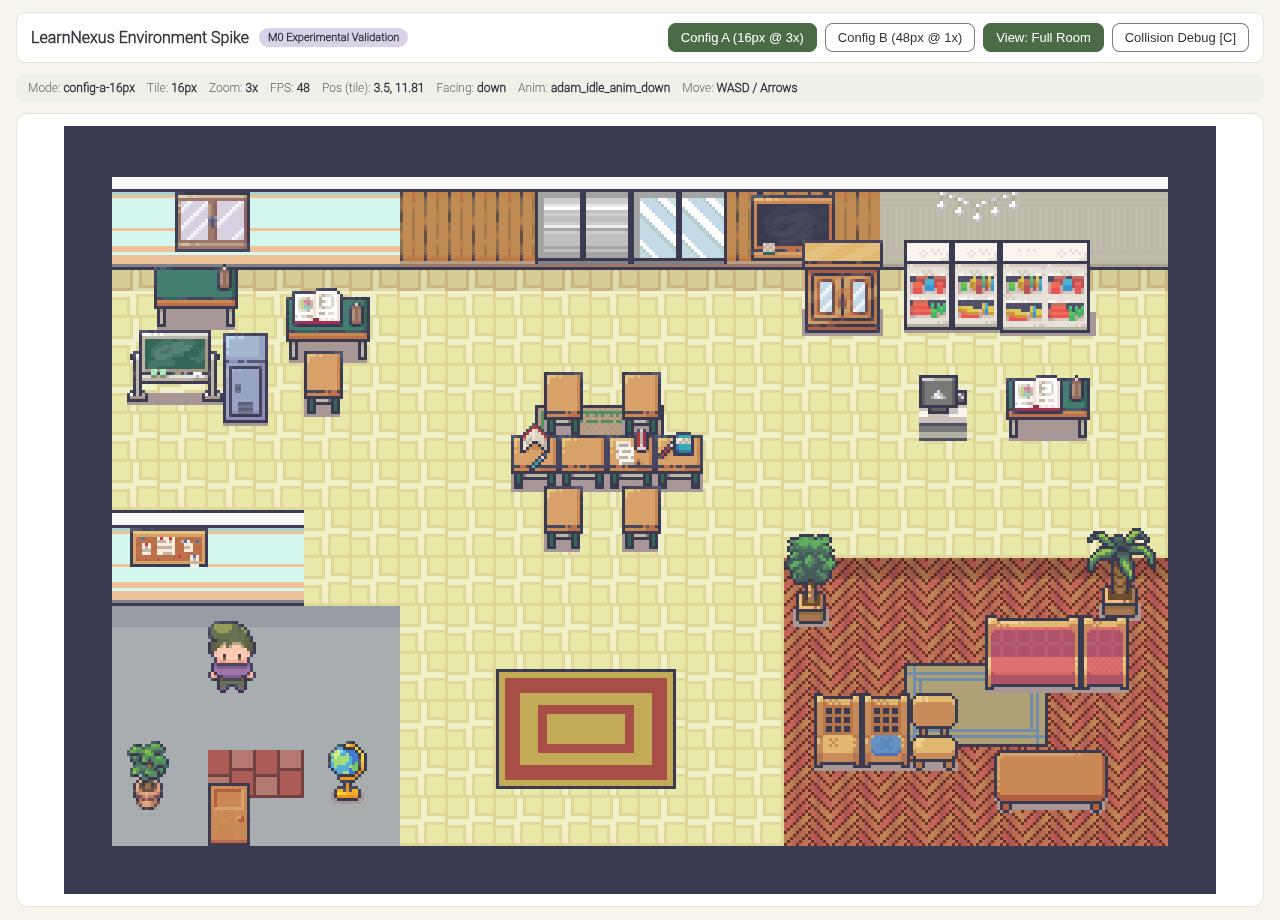 LearnNexus Environment Spike
M0 Experimental Validation
Config A (16px @ 3x)
Config B (48px @ 1x)
View: Full Room
Collision Debug [C]
Mode: config-a-16px Tile: 16px Zoom: 3x FPS: 48 Pos (tile): 3.5, 11.81 Facing: down Anim: adam_idle_anim_down Move: WASD / Arrows